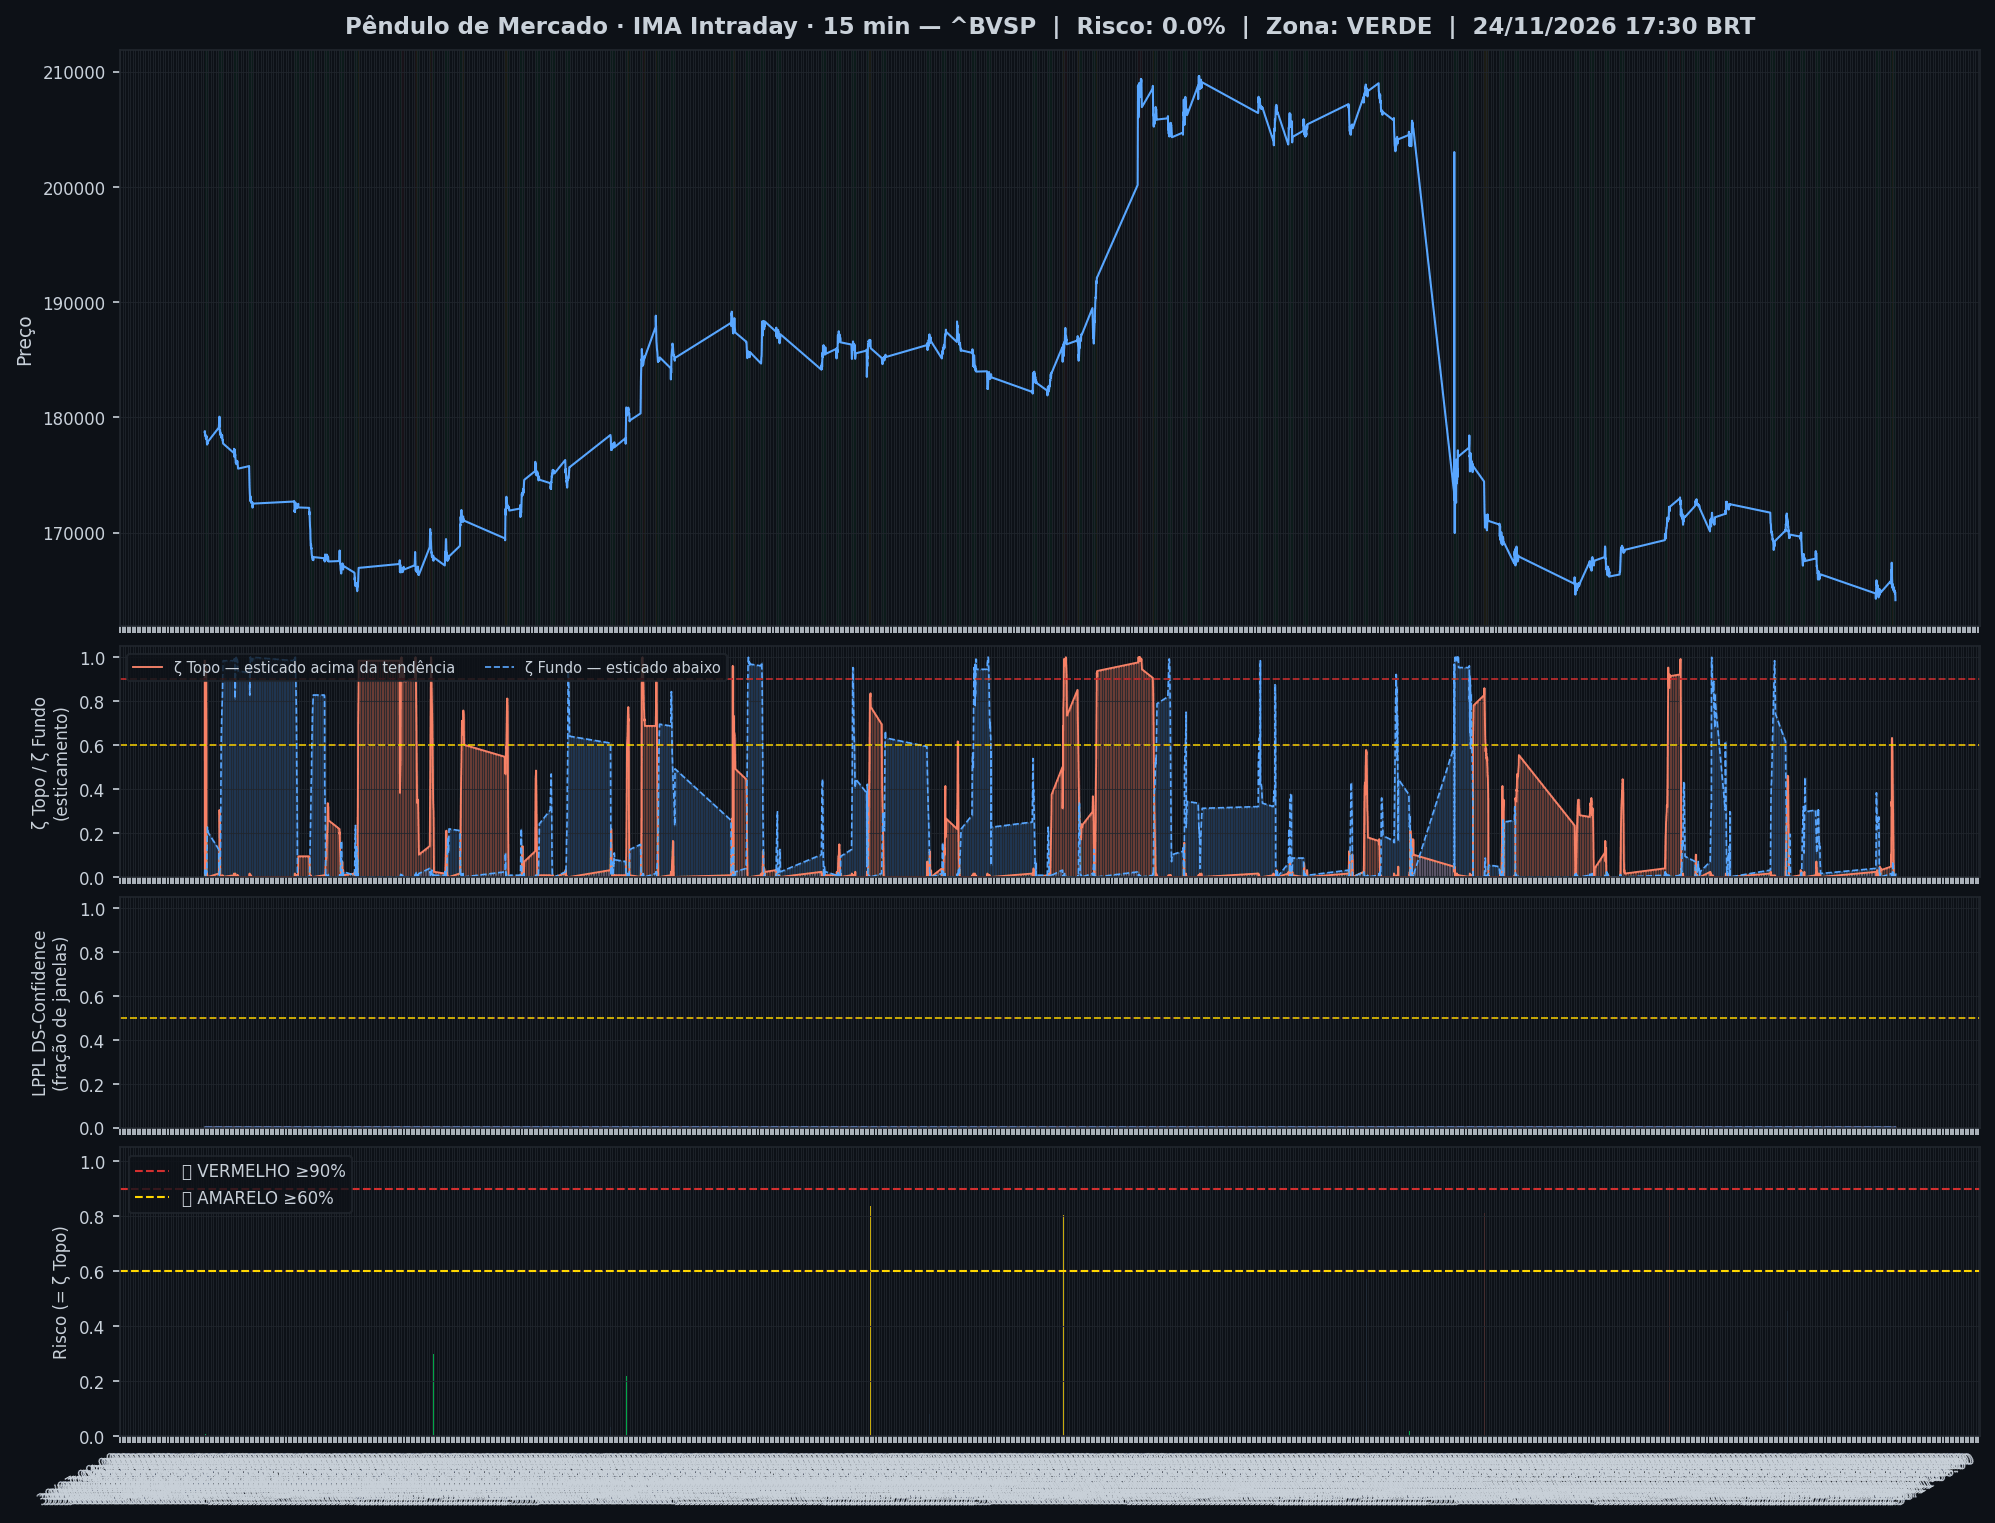 Pêndulo de Mercado · IMA Intraday · 15 min — ^BVSP | Risco: 0.0% | Zona: VERDE | 24/11/2026 17:30 BRT
Preço
210000
200000
190000
180000
170000
ζ Topo / ζ Fundo
(esticamento)
1.0
0.8
0.6
0.4
0.2
0.0
ζ Topo — esticado acima da tendência
ζ Fundo — esticado abaixo
LPPL DS-Confidence
(fração de janelas)
1.0
0.8
0.6
0.4
0.2
0.0
Risco (= ζ Topo)
1.0
0.8
0.6
0.4
0.2
0.0
VERMELHO ≥90%
AMARELO ≥60%